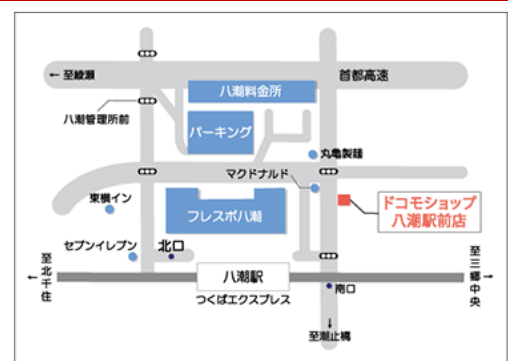 ← 至綾瀬
首都高速
八潮料金所
八潮管理所前
パーキング
丸亀製麺
マクドナルド
東横イン
フレスポ八潮
ドコモショップ
八潮駅前店
セブンイレブン
北口
← 至北千住
八潮駅
つくばエクスプレス
南口
至三郷中央 →
↓
至潮止橋